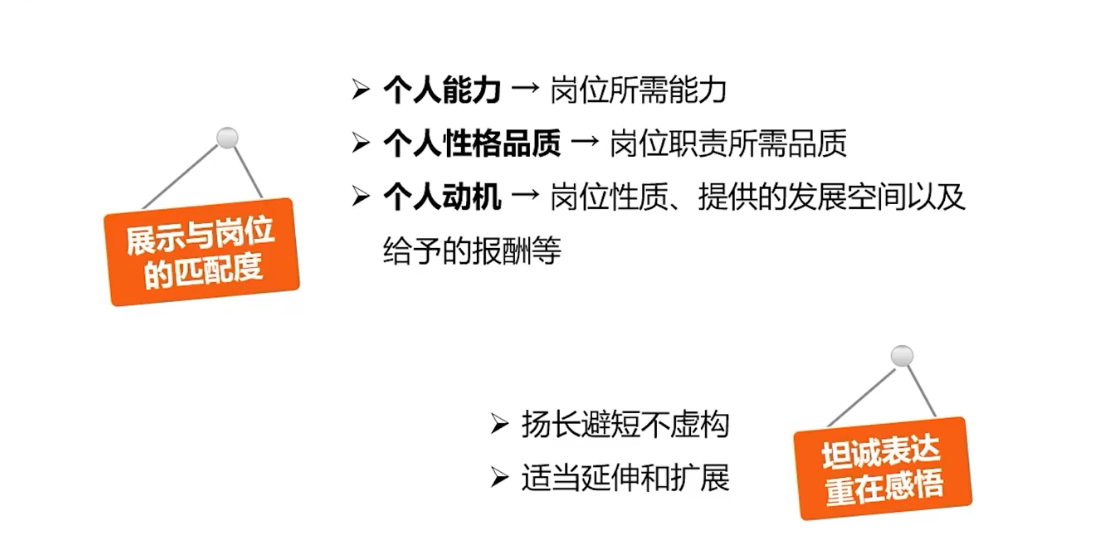 ➢ 个人能力 → 岗位所需能力
➢ 个人性格品质 → 岗位职责所需品质
➢ 个人动机 → 岗位性质、提供的发展空间以及
给予的报酬等
展示与岗位
的匹配度
➢ 扬长避短不虚构
➢ 适当延伸和扩展
坦诚表达
重在感悟